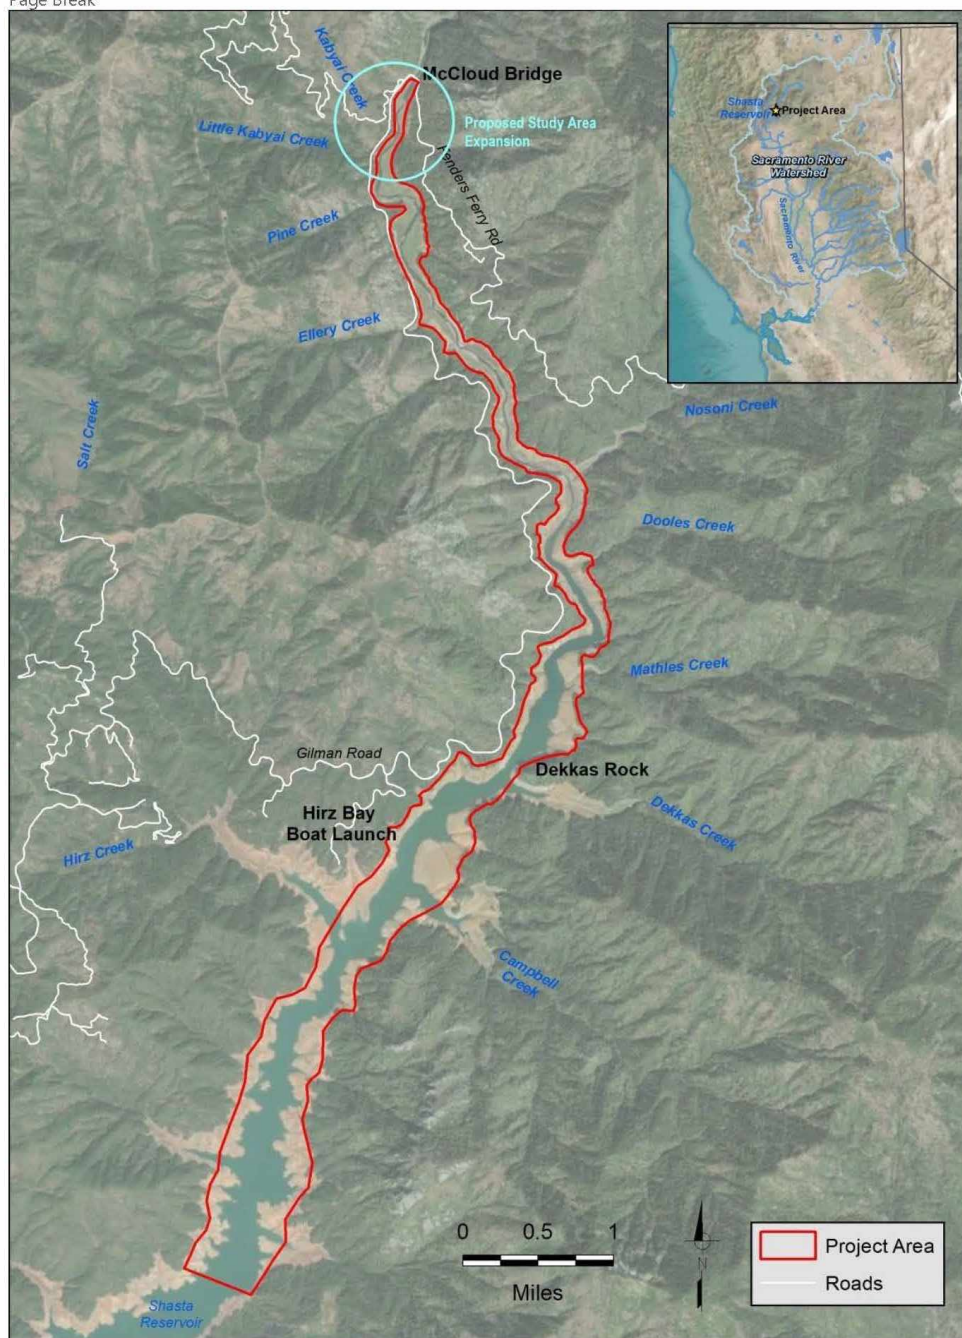 Page Break
McCloud Bridge
Kabyai Creek
Little Kabyai Creek
Proposed Study Area
Expansion
Fenders Ferry Rd
Pine Creek
Ellery Creek
Salt Creek
Nosoni Creek
Dooles Creek
Mathles Creek
Gilman Road
Dekkas Rock
Hirz Bay
Boat Launch
Dekkas Creek
Hirz Creek
Campbell
Creek
Shasta
Reservoir
Shasta
Reservoir
Project Area
Sacramento River
Watershed
Sacramento River
0 0.5 1
Miles
N
Project Area
Roads